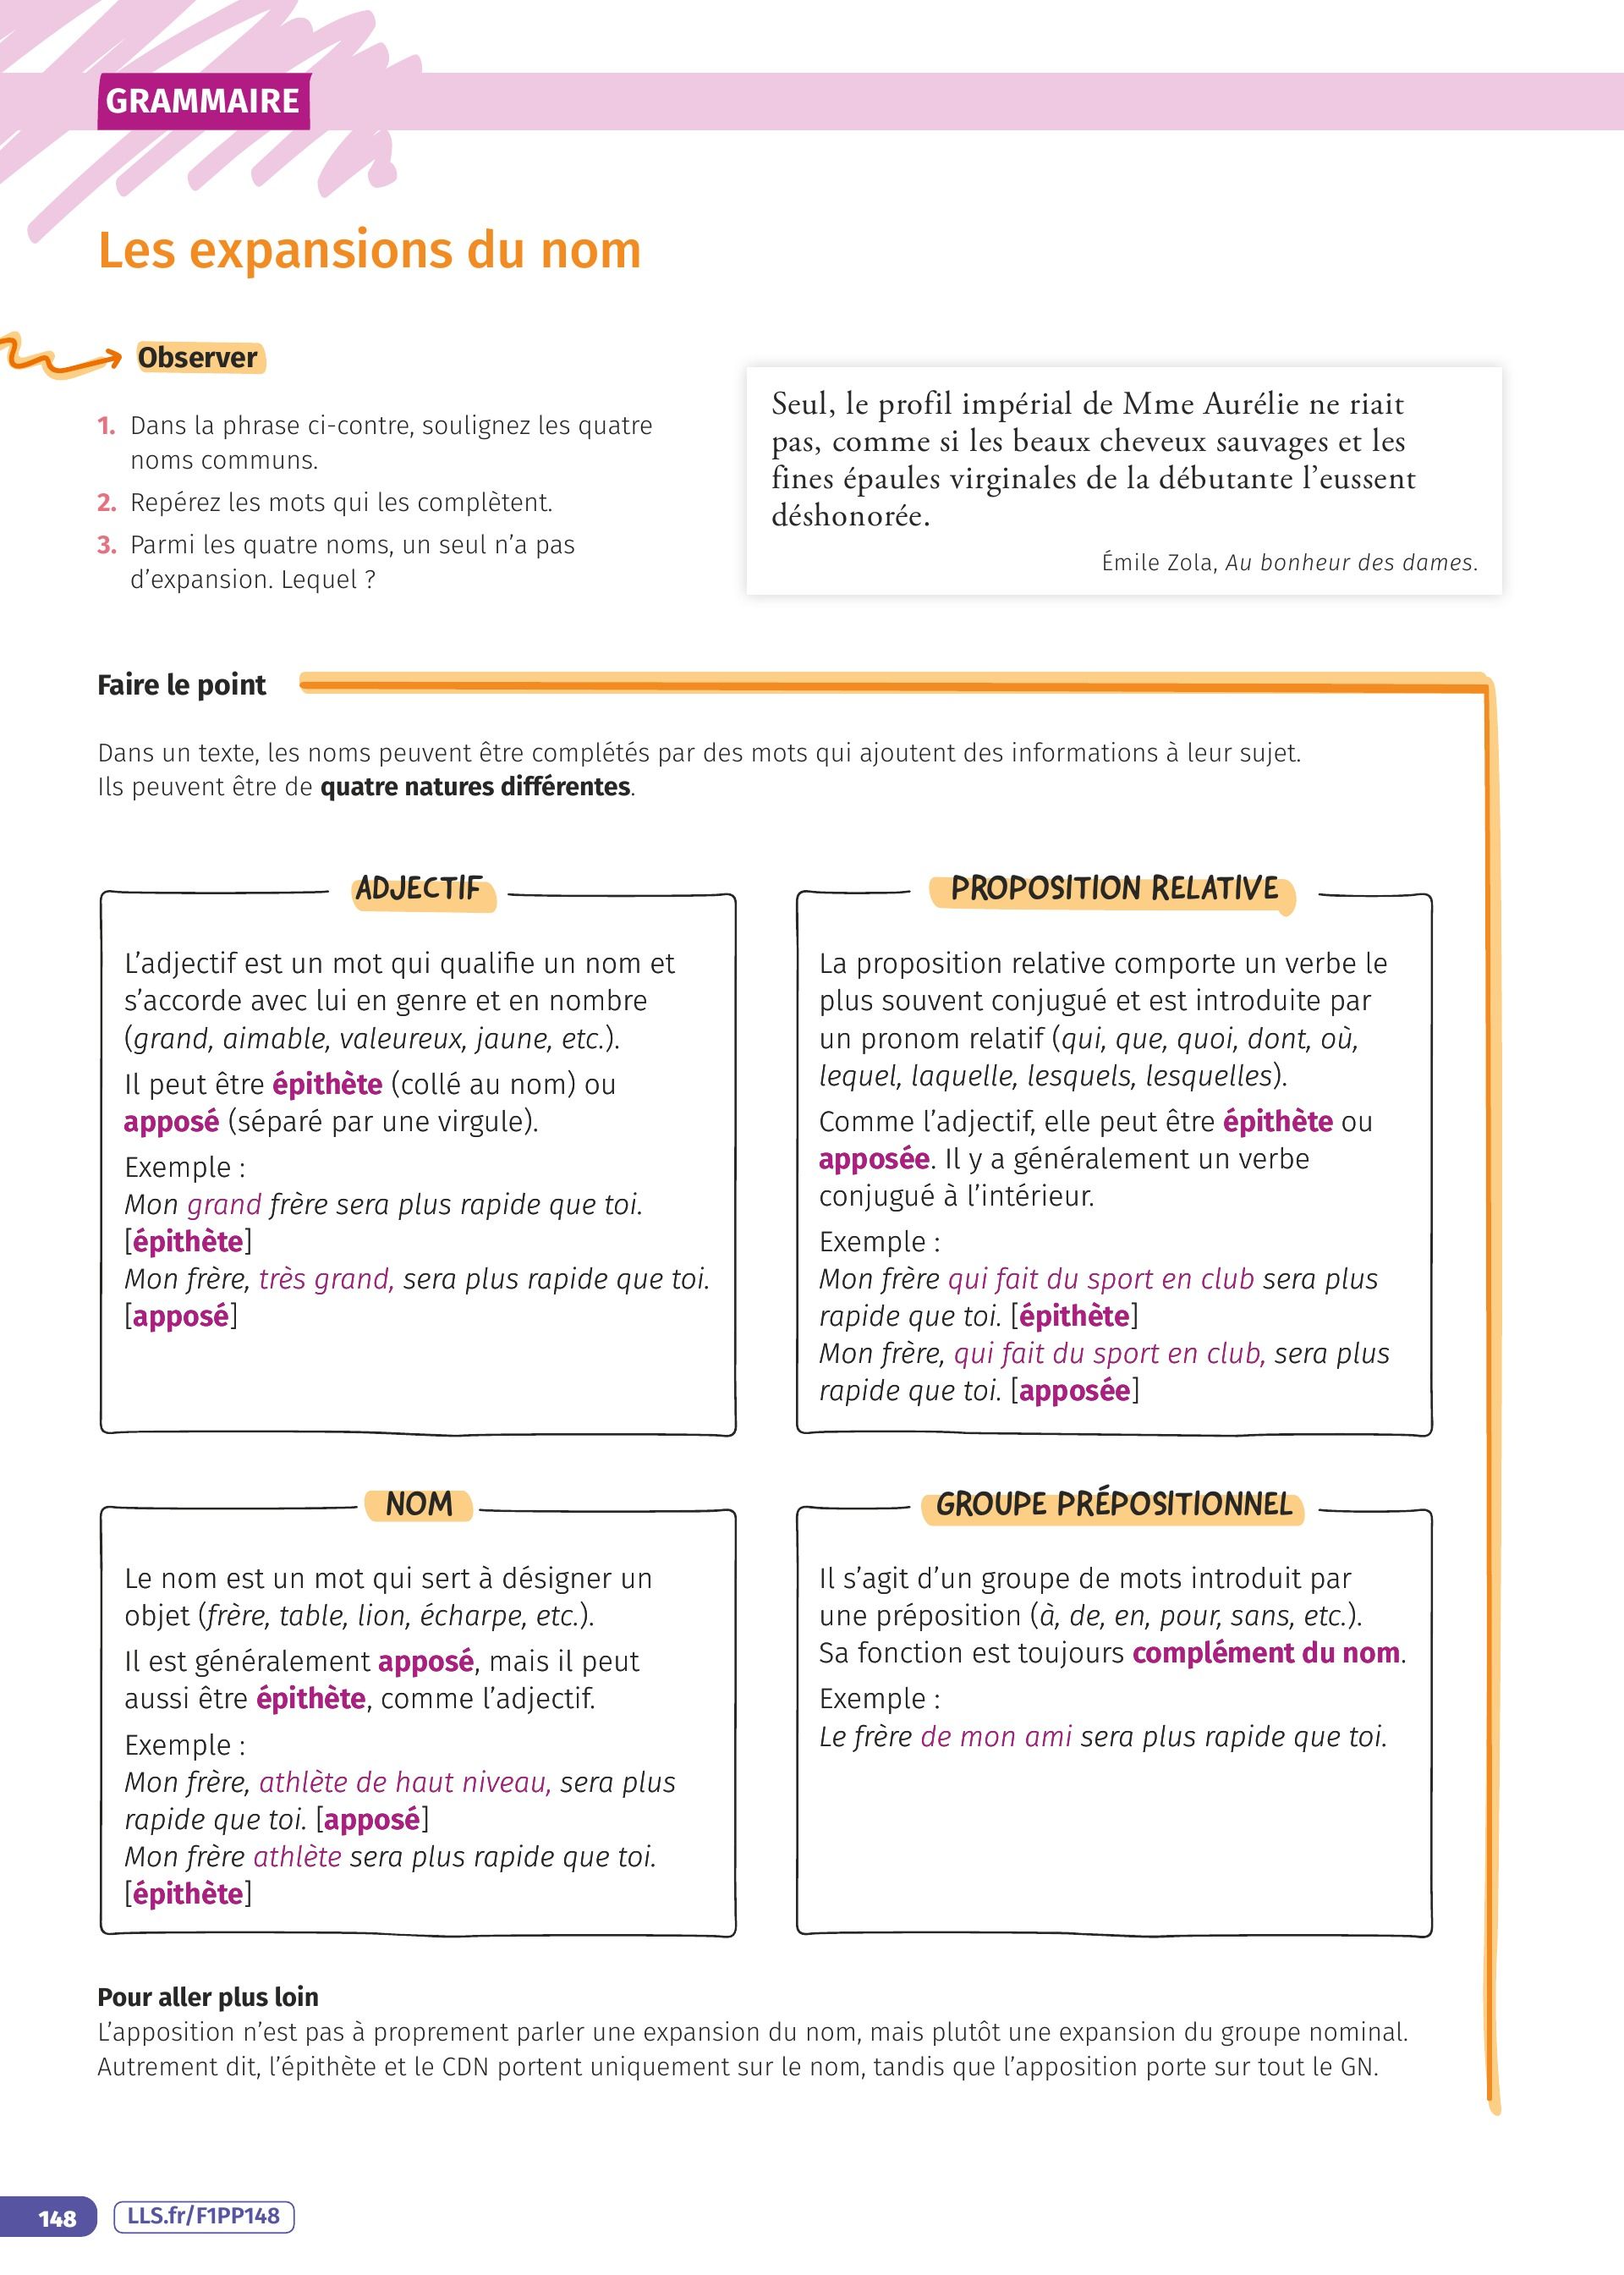 GRAMMAIRE
Les expansions du nom
Observer
1. Dans la phrase ci-contre, soulignez les quatre
noms communs.
2. Repérez les mots qui les complètent.
3. Parmi les quatre noms, un seul n’a pas
d’expansion. Lequel ?
Seul, le profil impérial de Mme Aurélie ne riait
pas, comme si les beaux cheveux sauvages et les
fines épaules virginales de la débutante l’eussent
déshonorée.
Émile Zola, Au bonheur des dames.
Faire le point
Dans un texte, les noms peuvent être complétés par des mots qui ajoutent des informations à leur sujet.
Ils peuvent être de quatre natures différentes.
ADJECTIF
L’adjectif est un mot qui qualifie un nom et
s’accorde avec lui en genre et en nombre
(grand, aimable, valeureux, jaune, etc.).
Il peut être épithète (collé au nom) ou
apposé (séparé par une virgule).
Exemple :
Mon grand frère sera plus rapide que toi.
[épithète]
Mon frère, très grand, sera plus rapide que toi.
[apposé]
PROPOSITION RELATIVE
La proposition relative comporte un verbe le
plus souvent conjugué et est introduite par
un pronom relatif (qui, que, quoi, dont, où,
lequel, laquelle, lesquels, lesquelles).
Comme l’adjectif, elle peut être épithète ou
apposée. Il y a généralement un verbe
conjugué à l’intérieur.
Exemple :
Mon frère qui fait du sport en club sera plus
rapide que toi. [épithète]
Mon frère, qui fait du sport en club, sera plus
rapide que toi. [apposée]
NOM
Le nom est un mot qui sert à désigner un
objet (frère, table, lion, écharpe, etc.).
Il est généralement apposé, mais il peut
aussi être épithète, comme l’adjectif.
Exemple :
Mon frère, athlète de haut niveau, sera plus
rapide que toi. [apposé]
Mon frère athlète sera plus rapide que toi.
[épithète]
GROUPE PRÉPOSITIONNEL
Il s’agit d’un groupe de mots introduit par
une préposition (à, de, en, pour, sans, etc.).
Sa fonction est toujours complément du nom.
Exemple :
Le frère de mon ami sera plus rapide que toi.
Pour aller plus loin
L’apposition n’est pas à proprement parler une expansion du nom, mais plutôt une expansion du groupe nominal.
Autrement dit, l’épithète et le CDN portent uniquement sur le nom, tandis que l’apposition porte sur tout le GN.
148
LLS.fr/F1PP148